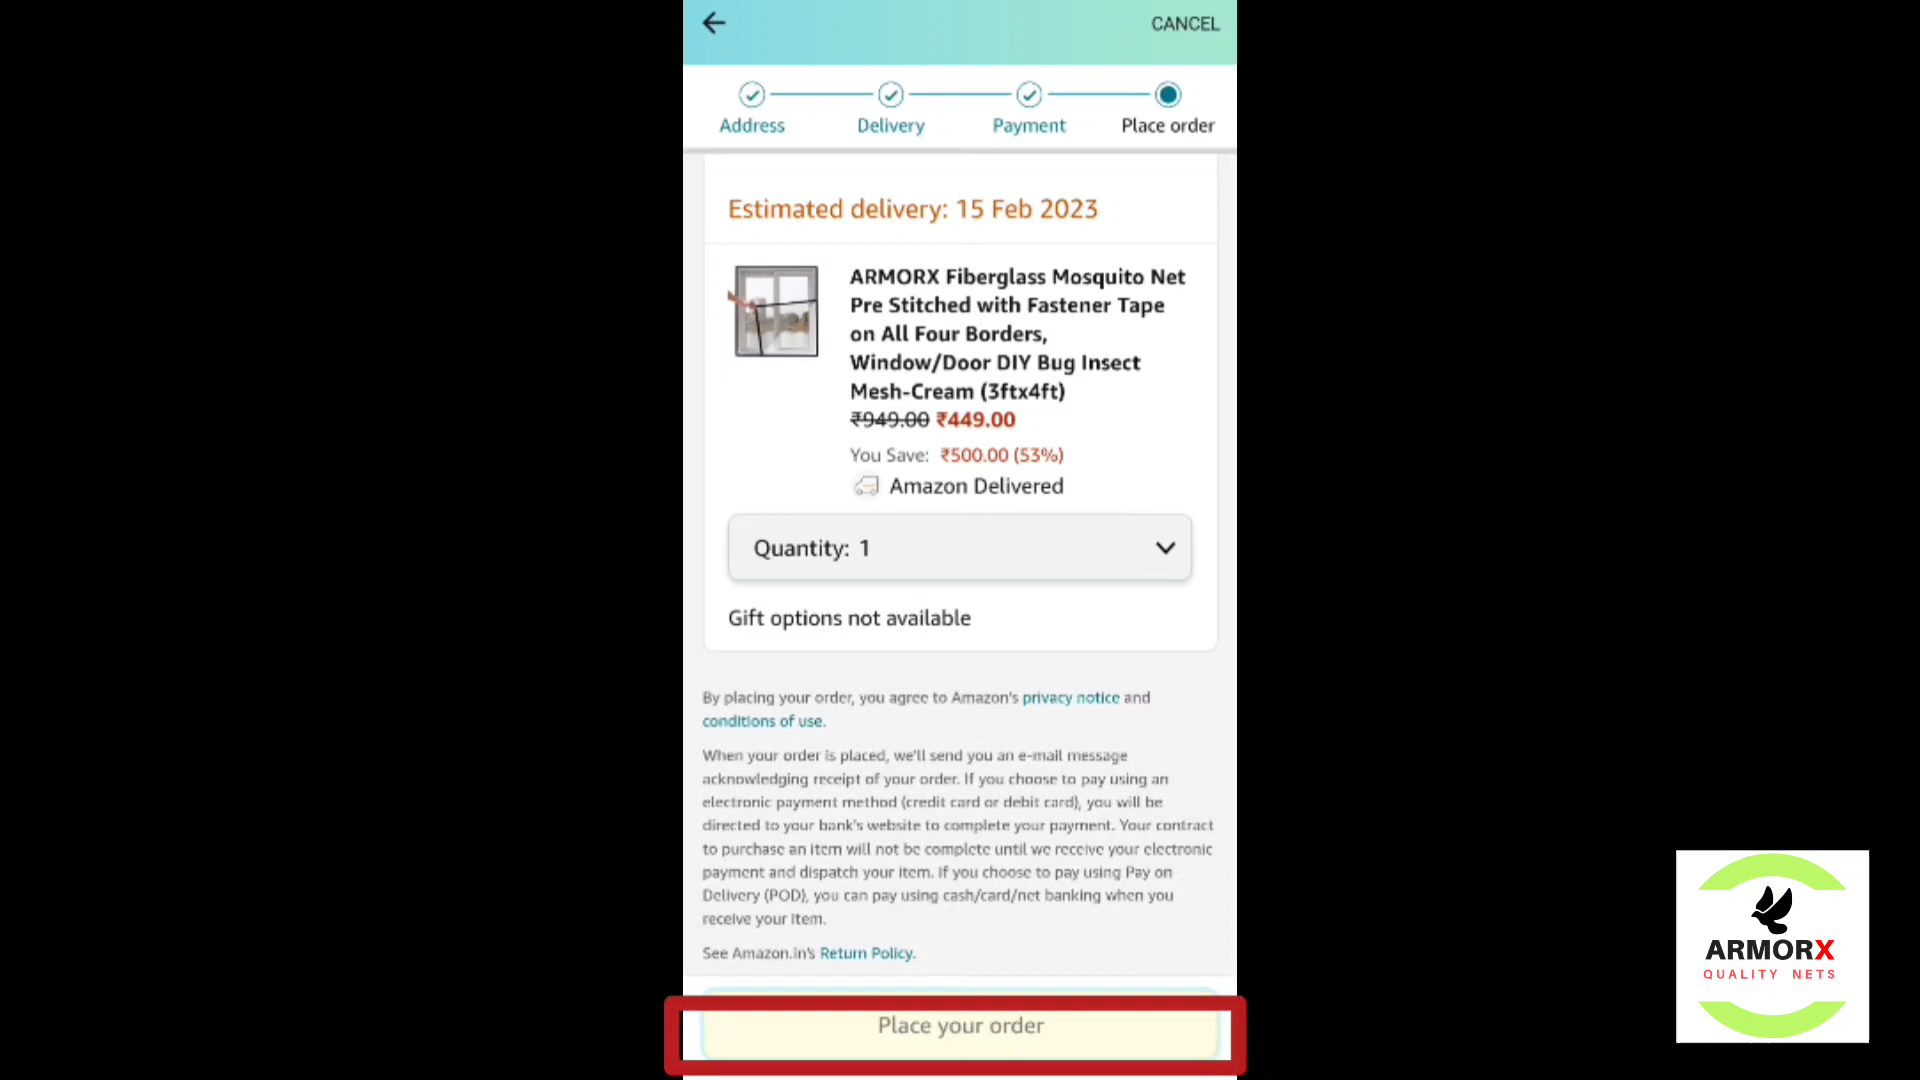 CANCEL
Address Delivery Payment Place order
Estimated delivery: 15 Feb 2023
ARMORX Fiberglass Mosquito Net
Pre Stitched with Fastener Tape
on All Four Borders,
Window/Door DIY Bug Insect
Mesh-Cream (3ftx4ft)
₹949.00 ₹449.00
You Save: ₹500.00 (53%)
Amazon Delivered
Quantity: 1
Gift options not available
By placing your order, you agree to Amazon's privacy notice and
conditions of use.
When your order is placed, we'll send you an e-mail message
acknowledging receipt of your order. If you choose to pay using an
electronic payment method (credit card or debit card), you will be
directed to your bank's website to complete your payment. Your contract
to purchase an item will not be complete until we receive your electronic
payment and dispatch your item. If you choose to pay using Pay on
Delivery (POD), you can pay using cash/card/net banking when you
receive your item.
See Amazon.in's Return Policy.
Place your order
ARMORX
QUALITY NETS